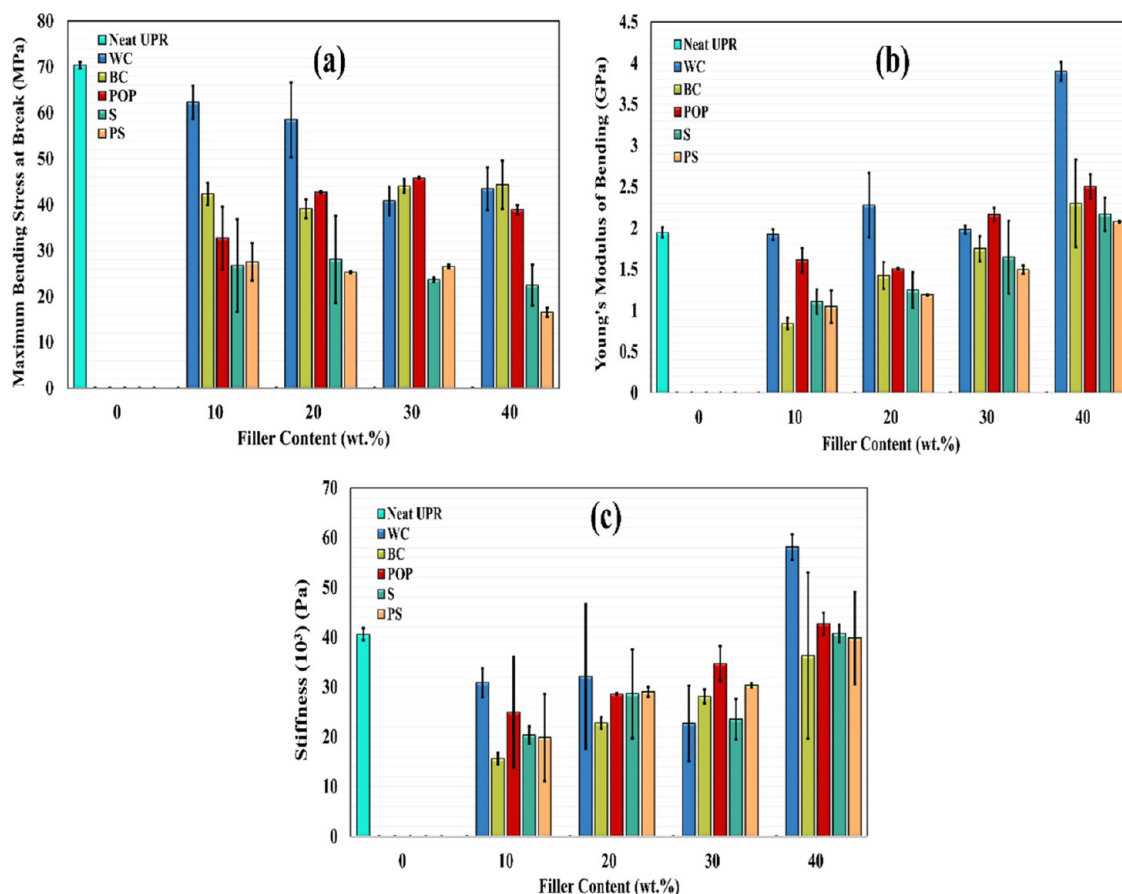 (a)
Maximum Bending Stress at Break (MPa)
80
70
60
50
40
30
20
10
0
Neat UPR
WC
BC
POP
S
PS
0 10 20 30 40
Filler Content (wt.%)
(b)
Young's Modulus of Bending (GPa)
4.5
4
3.5
3
2.5
2
1.5
1
0.5
0
Neat UPR
WC
BC
POP
S
PS
0 10 20 30 40
Filler Content (wt.%)
(c)
Stiffness (10³) (Pa)
70
60
50
40
30
20
10
0
Neat UPR
WC
BC
POP
S
PS
0 10 20 30 40
Filler Content (wt.%)